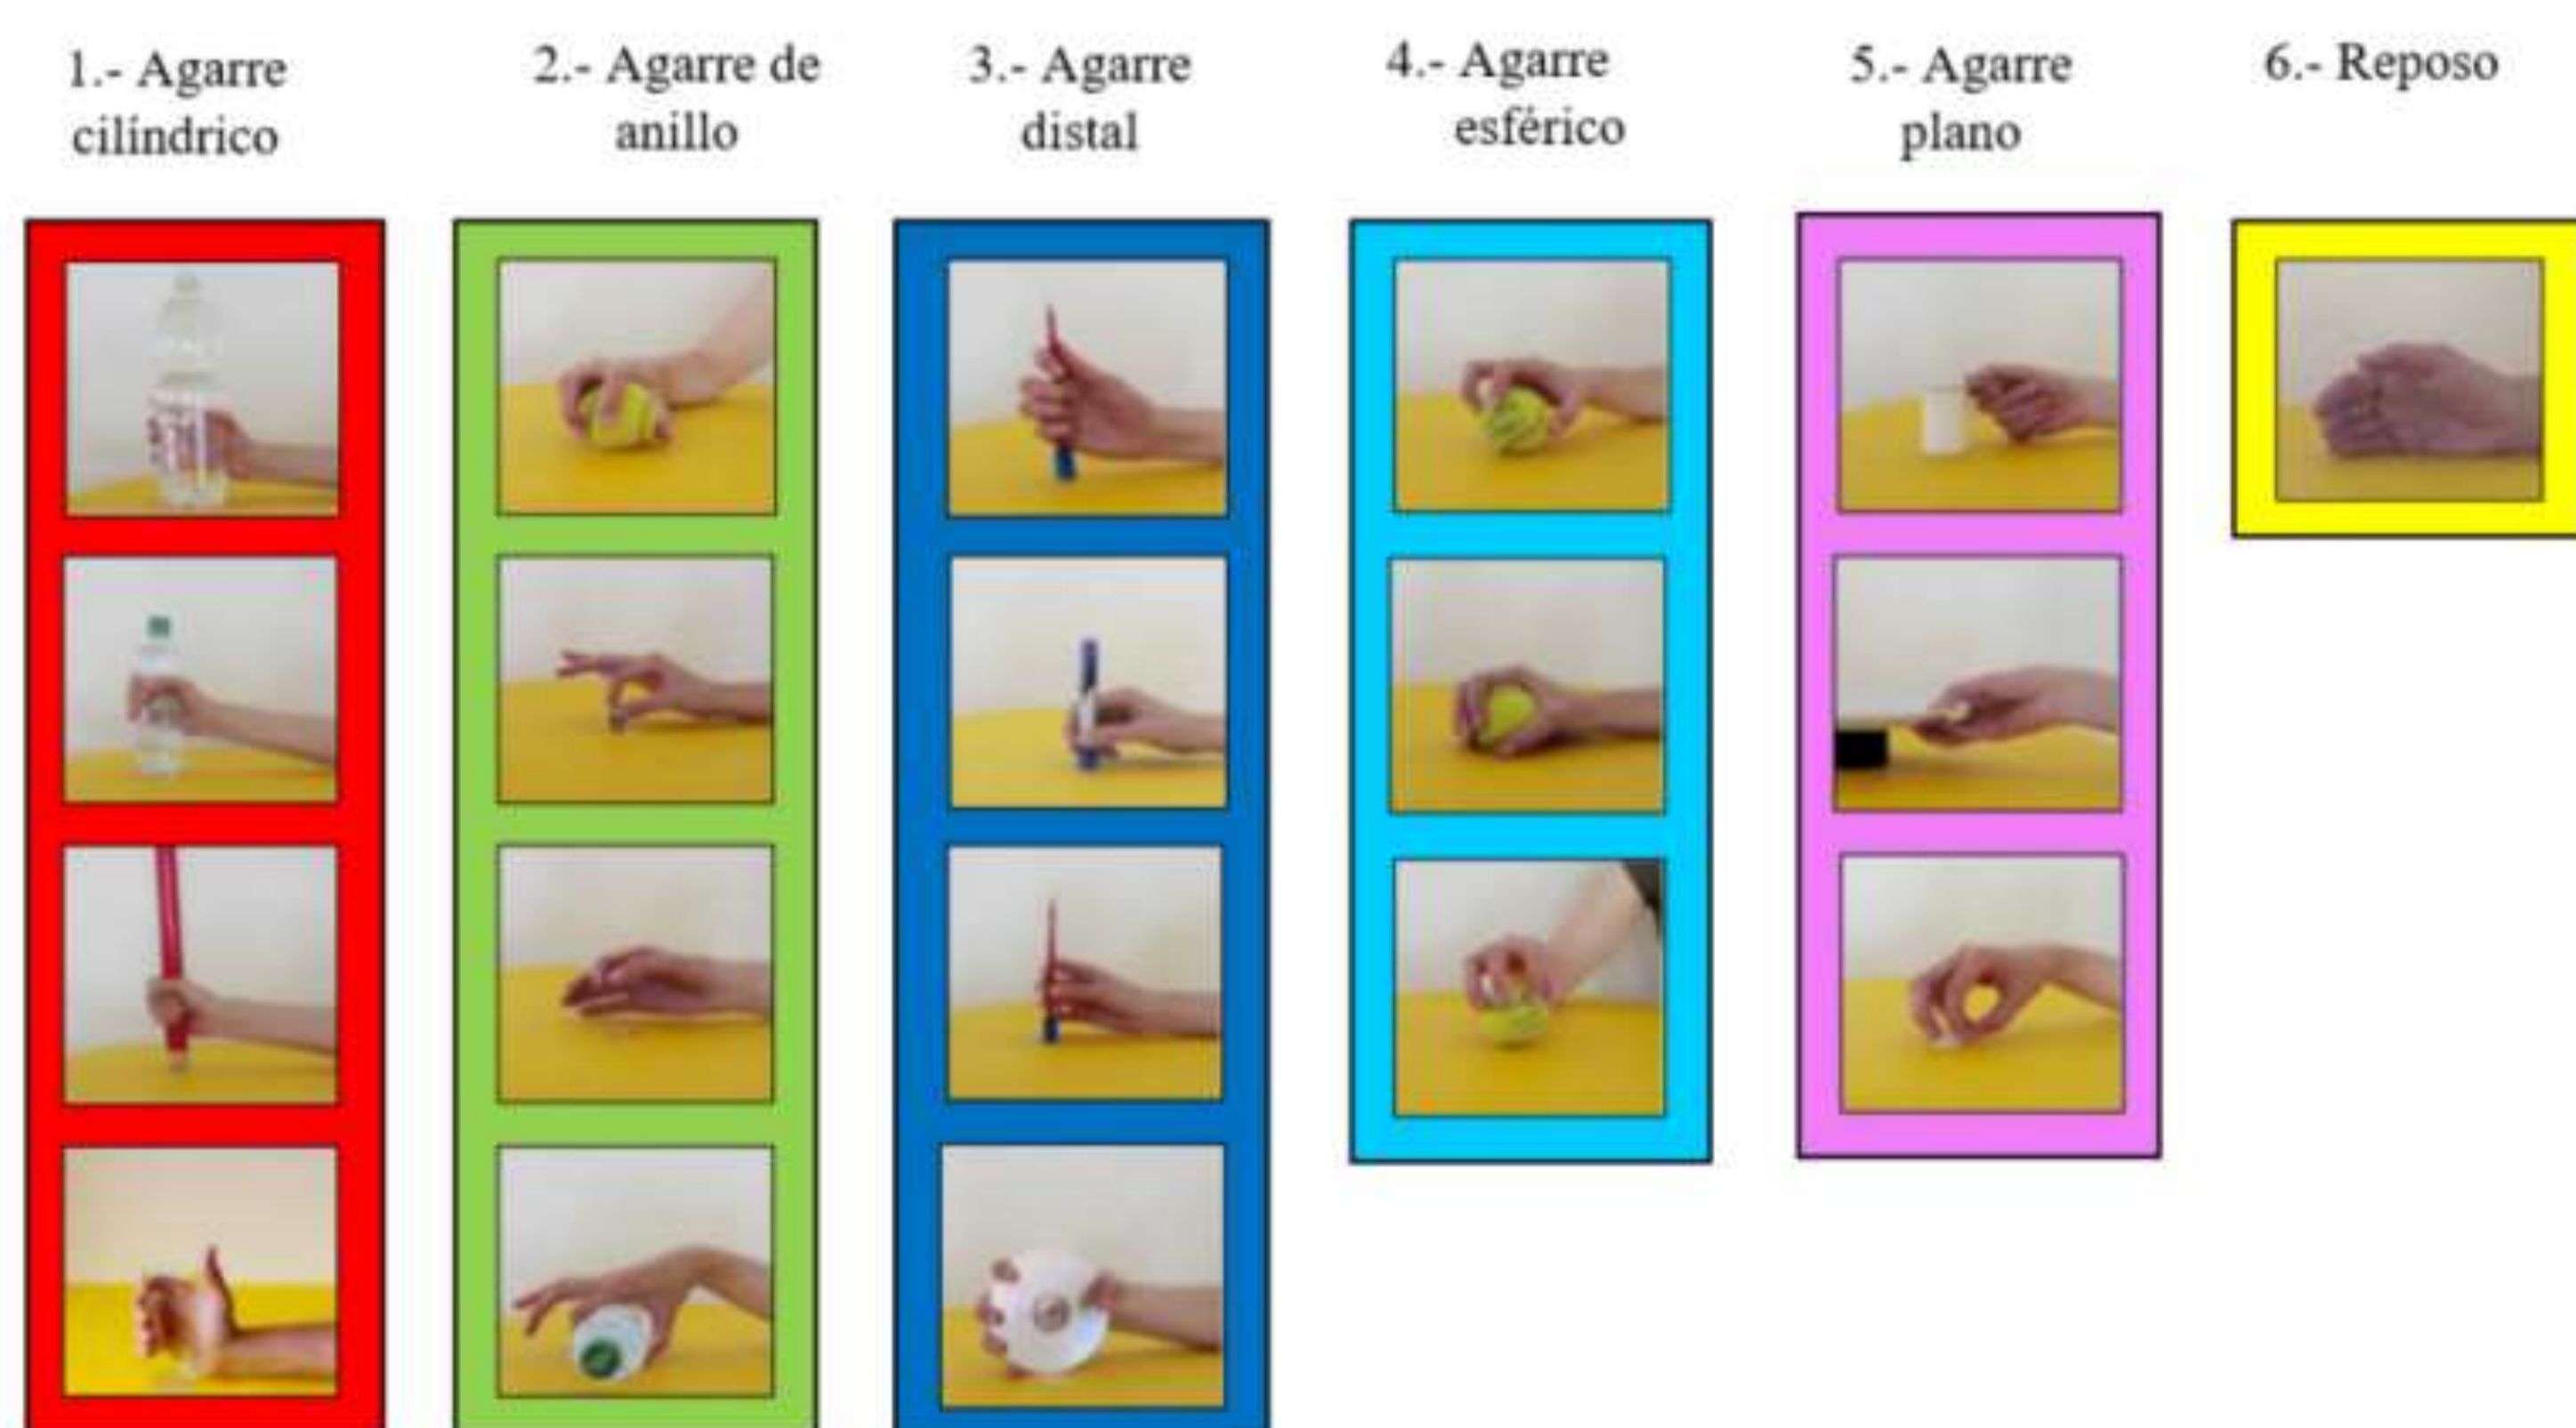 1.- Agarre
cilíndrico
2.- Agarre de
anillo
3.- Agarre
distal
4.- Agarre
esférico
5.- Agarre
plano
6.- Reposo